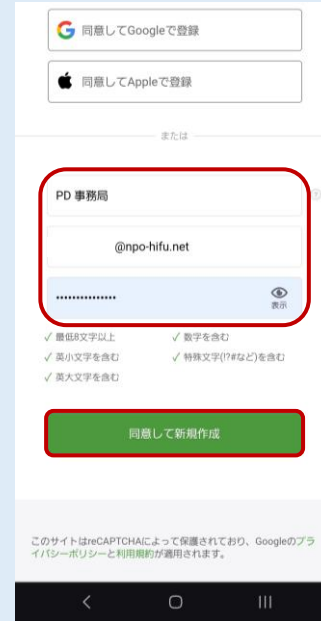 同意してGoogleで登録
同意してAppleで登録
または
PD 事務局
@npo-hifu.net
•••••••••••••••
表示
✓ 最低8文字以上
✓ 数字を含む
✓ 英小文字を含む
✓ 特殊文字(!?#など)を含む
✓ 英大文字を含む
同意して新規作成
このサイトはreCAPTCHAによって保護されており、Googleのプラ
イバシーポリシーと利用規約が適用されます。